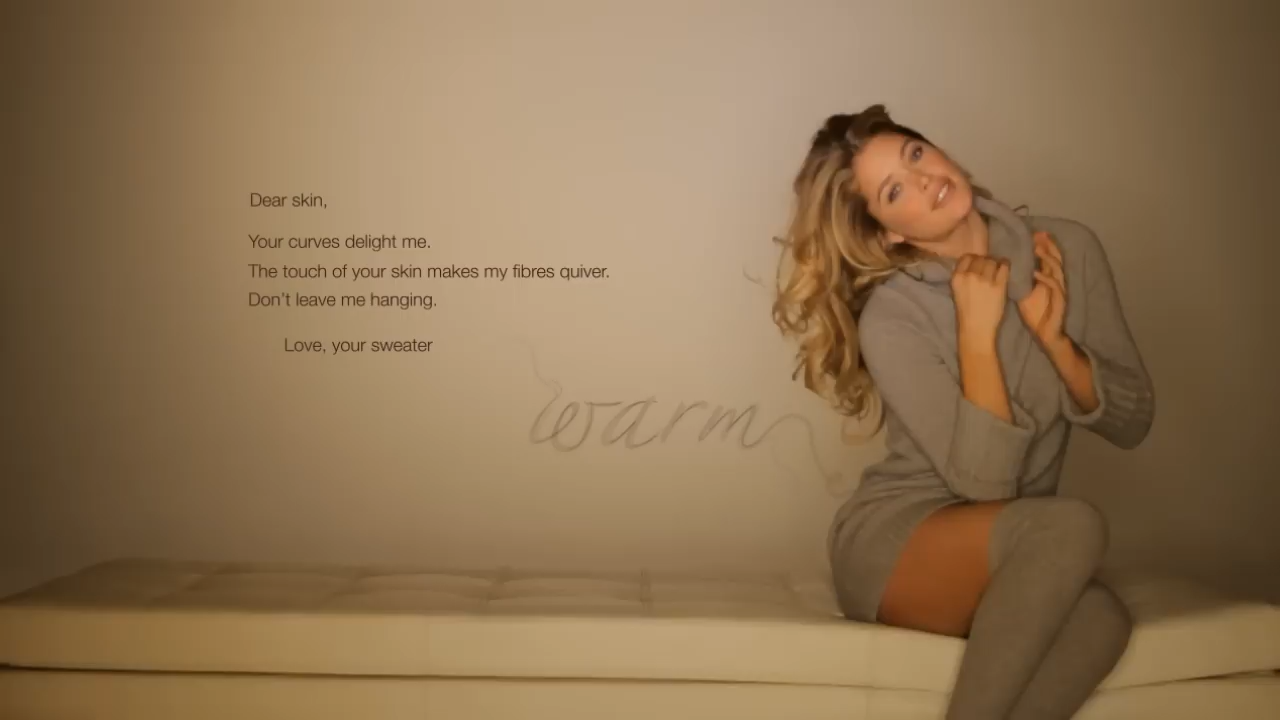 Dear skin,
Your curves delight me.
The touch of your skin makes my fibres quiver.
Don't leave me hanging.
Love, your sweater
warm